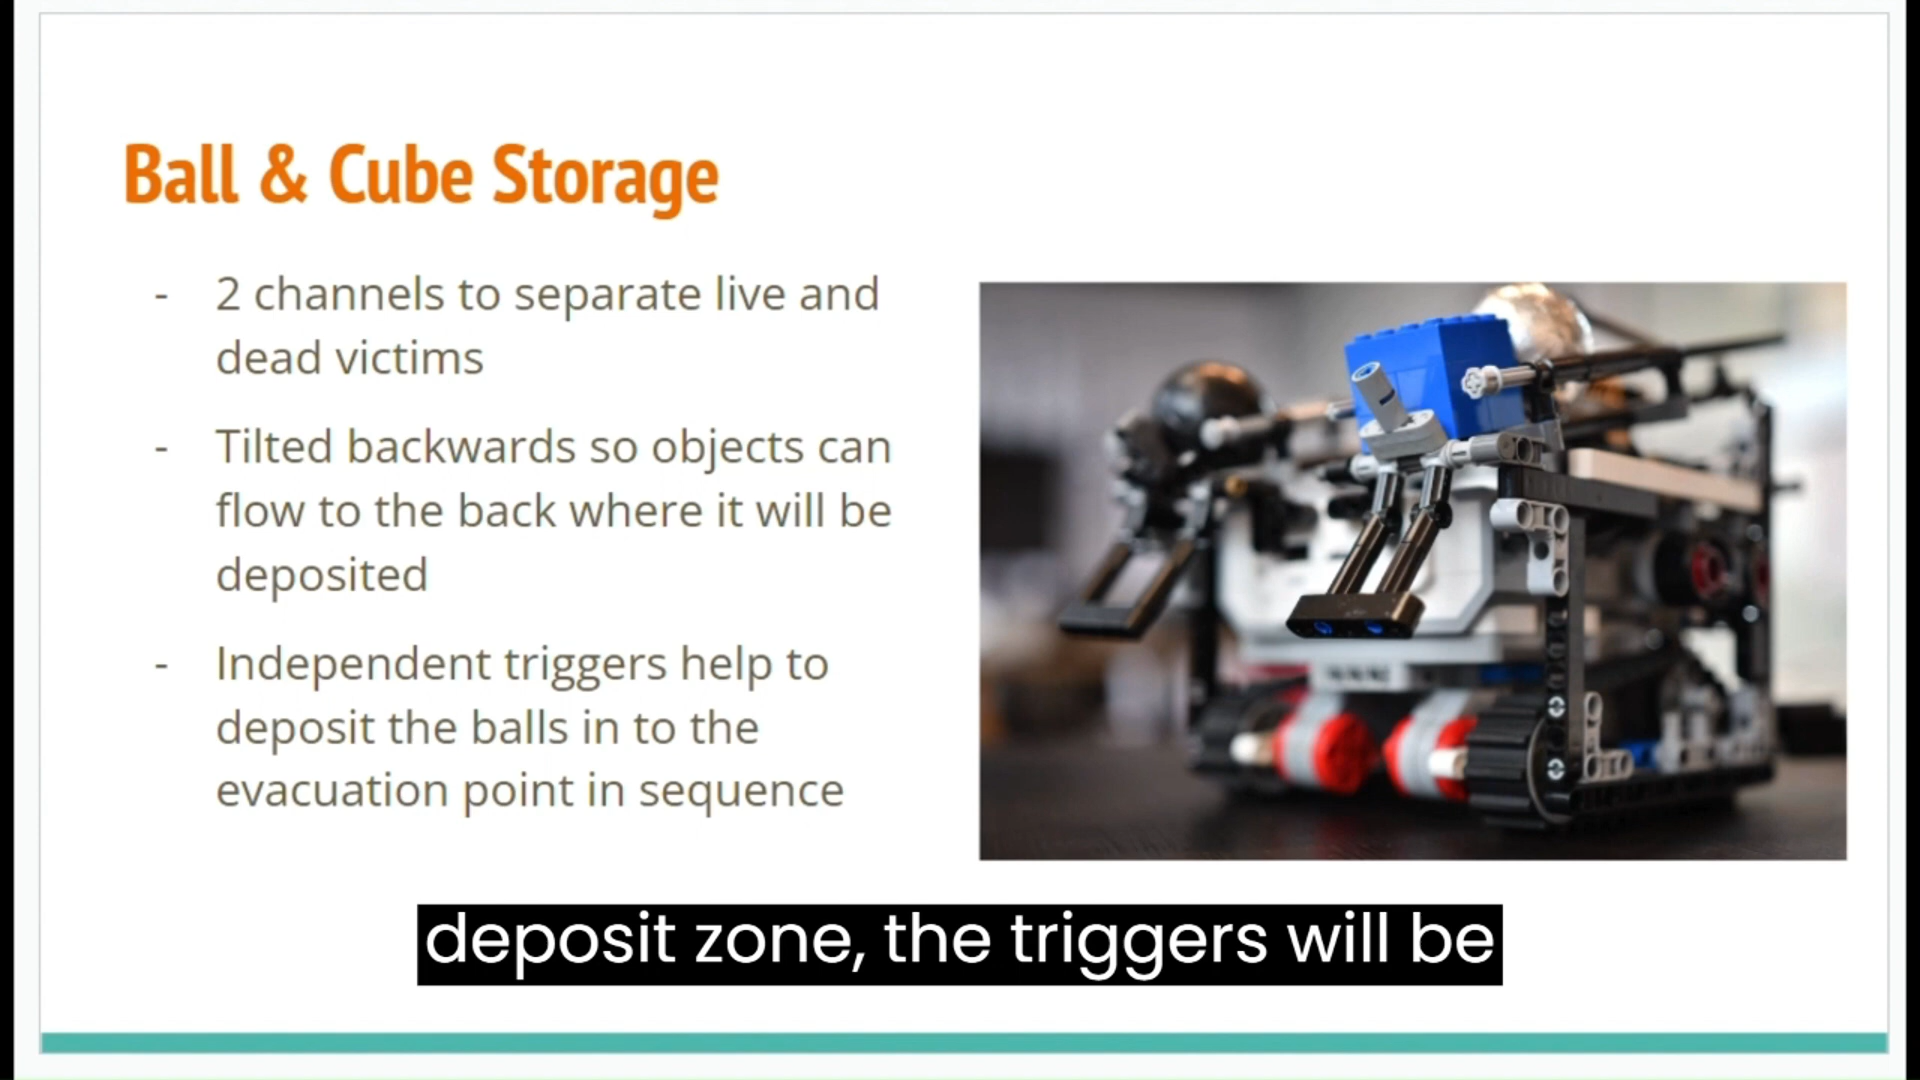 Ball & Cube Storage
- 2 channels to separate live and
dead victims
- Tilted backwards so objects can
flow to the back where it will be
deposited
- Independent triggers help to
deposit the balls in to the
evacuation point in sequence
deposit zone, the triggers will be